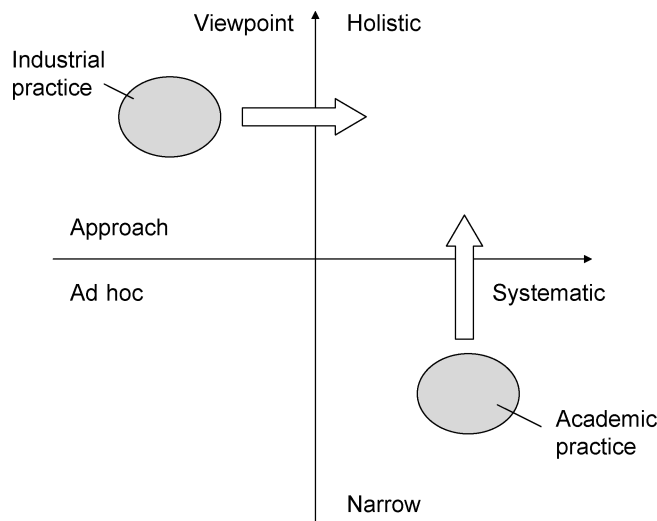 Viewpoint
Holistic
Industrial
practice
Approach
Ad hoc
Systematic
Academic
practice
Narrow